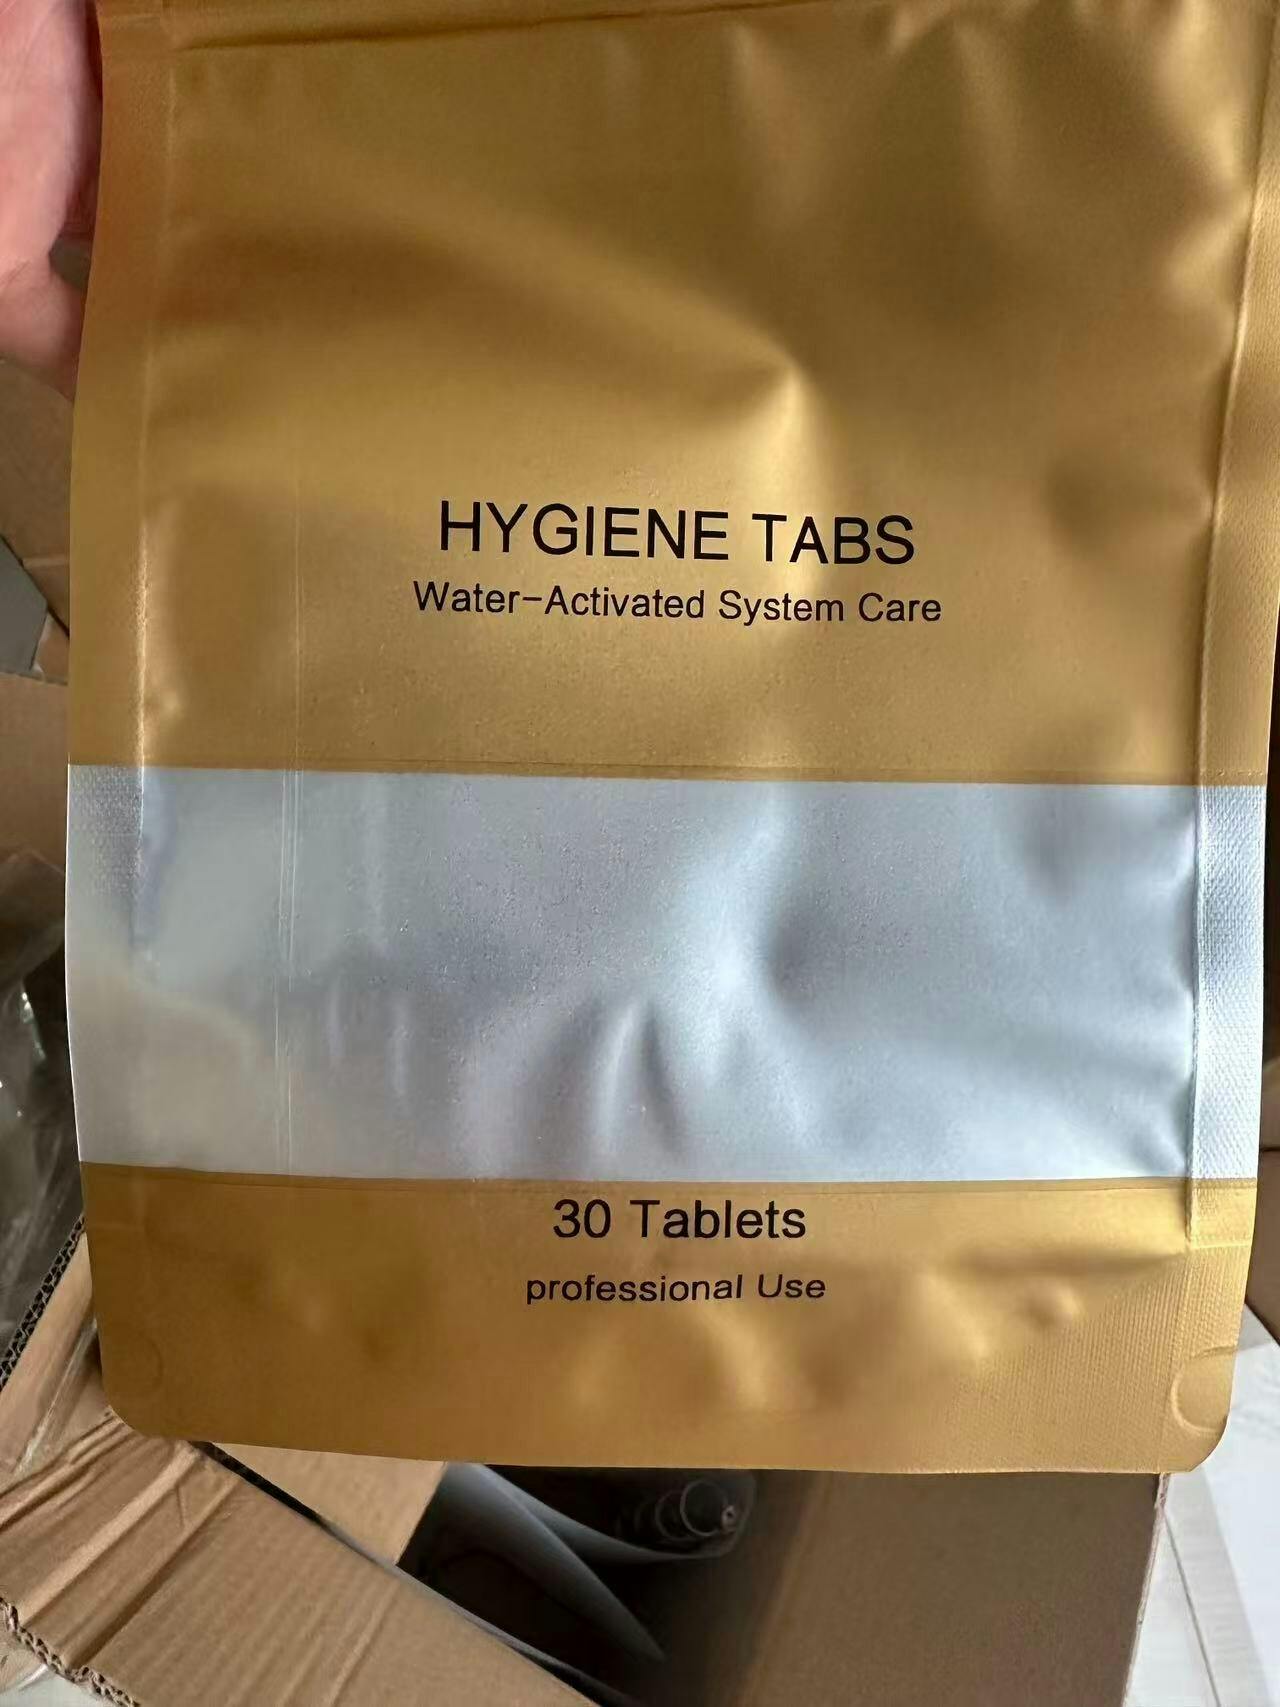 HYGIENE TABS
Water-Activated System Care
30 Tablets
professional Use